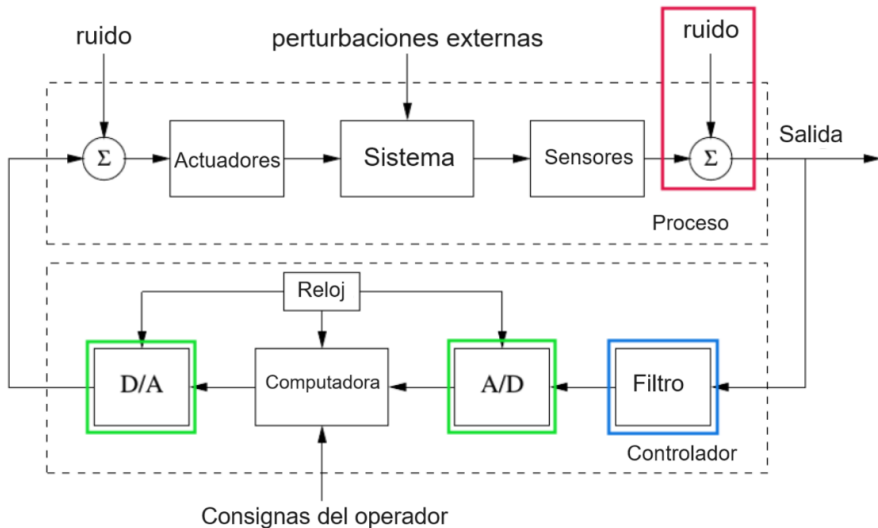 ruido
perturbaciones externas
ruido
Σ
Actuadores
Sistema
Sensores
Σ
Salida
Proceso
Reloj
D/A
Computadora
A/D
Filtro
Controlador
Consignas del operador